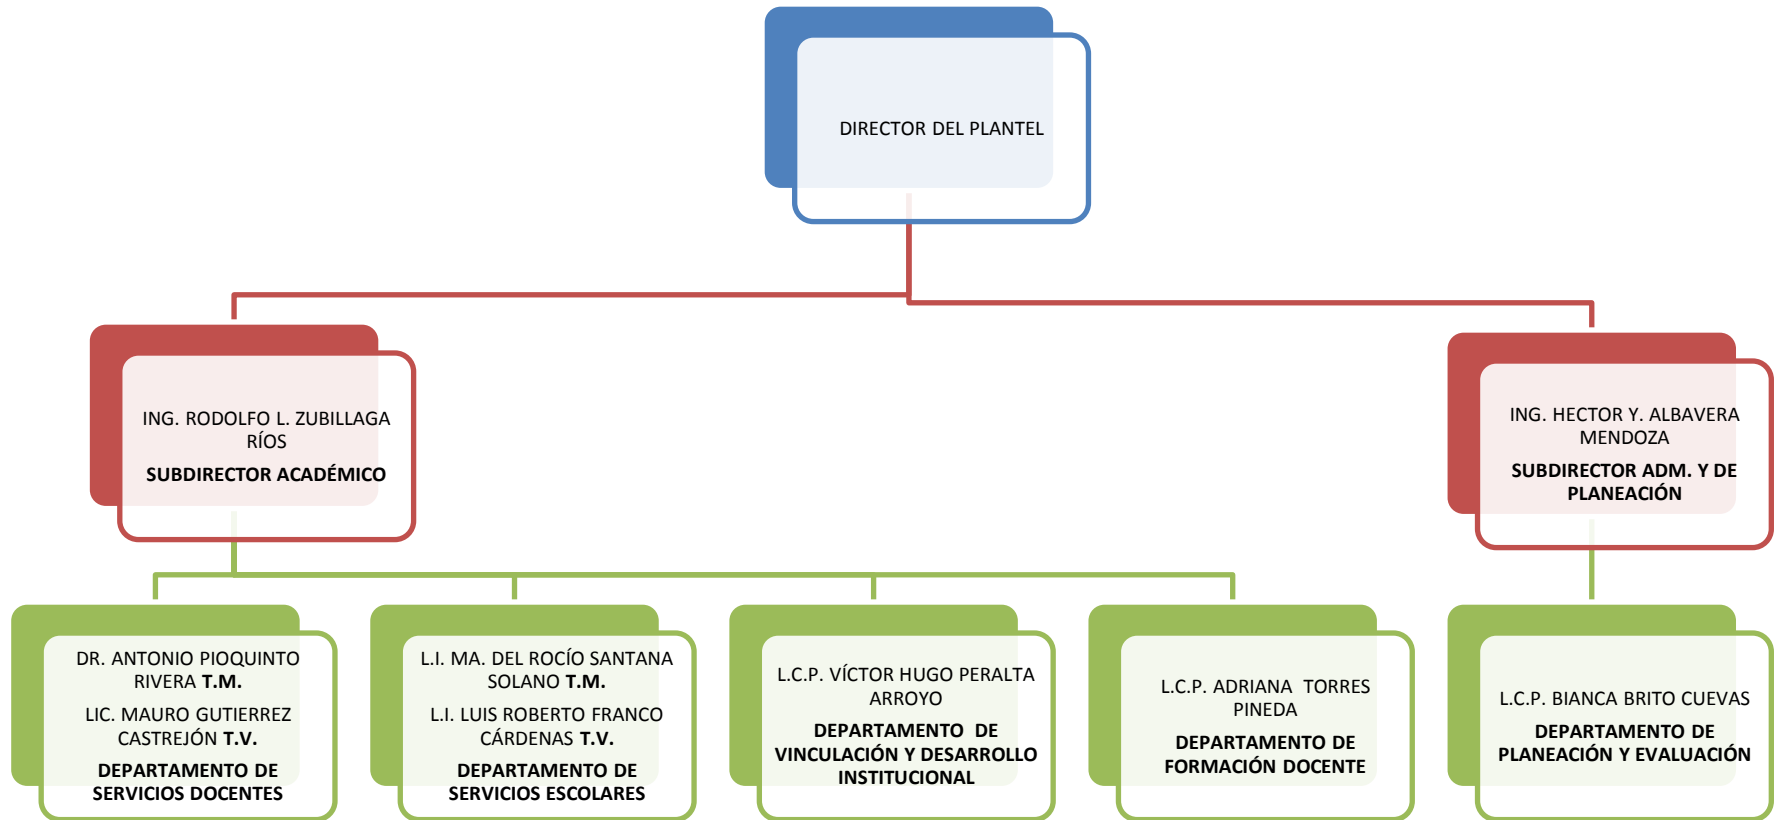 DIRECTOR DEL PLANTEL
ING. RODOLFO L. ZUBILLAGA
RÍOS
SUBDIRECTOR ACADÉMICO
ING. HECTOR Y. ALBAVERA
MENDOZA
SUBDIRECTOR ADM. Y DE
PLANEACIÓN
DR. ANTONIO PIOQUINTO
RIVERA T.M.
LIC. MAURO GUTIERREZ
CASTREJÓN T.V.
DEPARTAMENTO DE
SERVICIOS DOCENTES
L.I. MA. DEL ROCÍO SANTANA
SOLANO T.M.
L.I. LUIS ROBERTO FRANCO
CÁRDENAS T.V.
DEPARTAMENTO DE
SERVICIOS ESCOLARES
L.C.P. VÍCTOR HUGO PERALTA
ARROYO
DEPARTAMENTO DE
VINCULACIÓN Y DESARROLLO
INSTITUCIONAL
L.C.P. ADRIANA TORRES
PINEDA
DEPARTAMENTO DE
FORMACIÓN DOCENTE
L.C.P. BIANCA BRITO CUEVAS
DEPARTAMENTO DE
PLANEACIÓN Y EVALUACIÓN